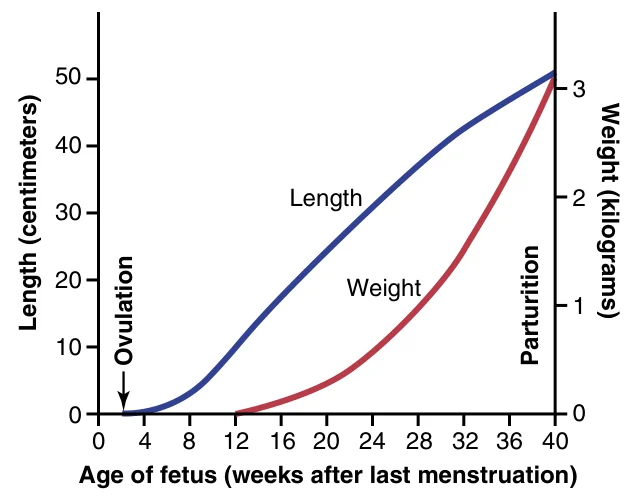 50
40
30
20
10
0
Length (centimeters)
Ovulation
Length
Weight
Parturition
3
2
1
0
Weight (kilograms)
0 4 8 12 16 20 24 28 32 36 40
Age of fetus (weeks after last menstruation)